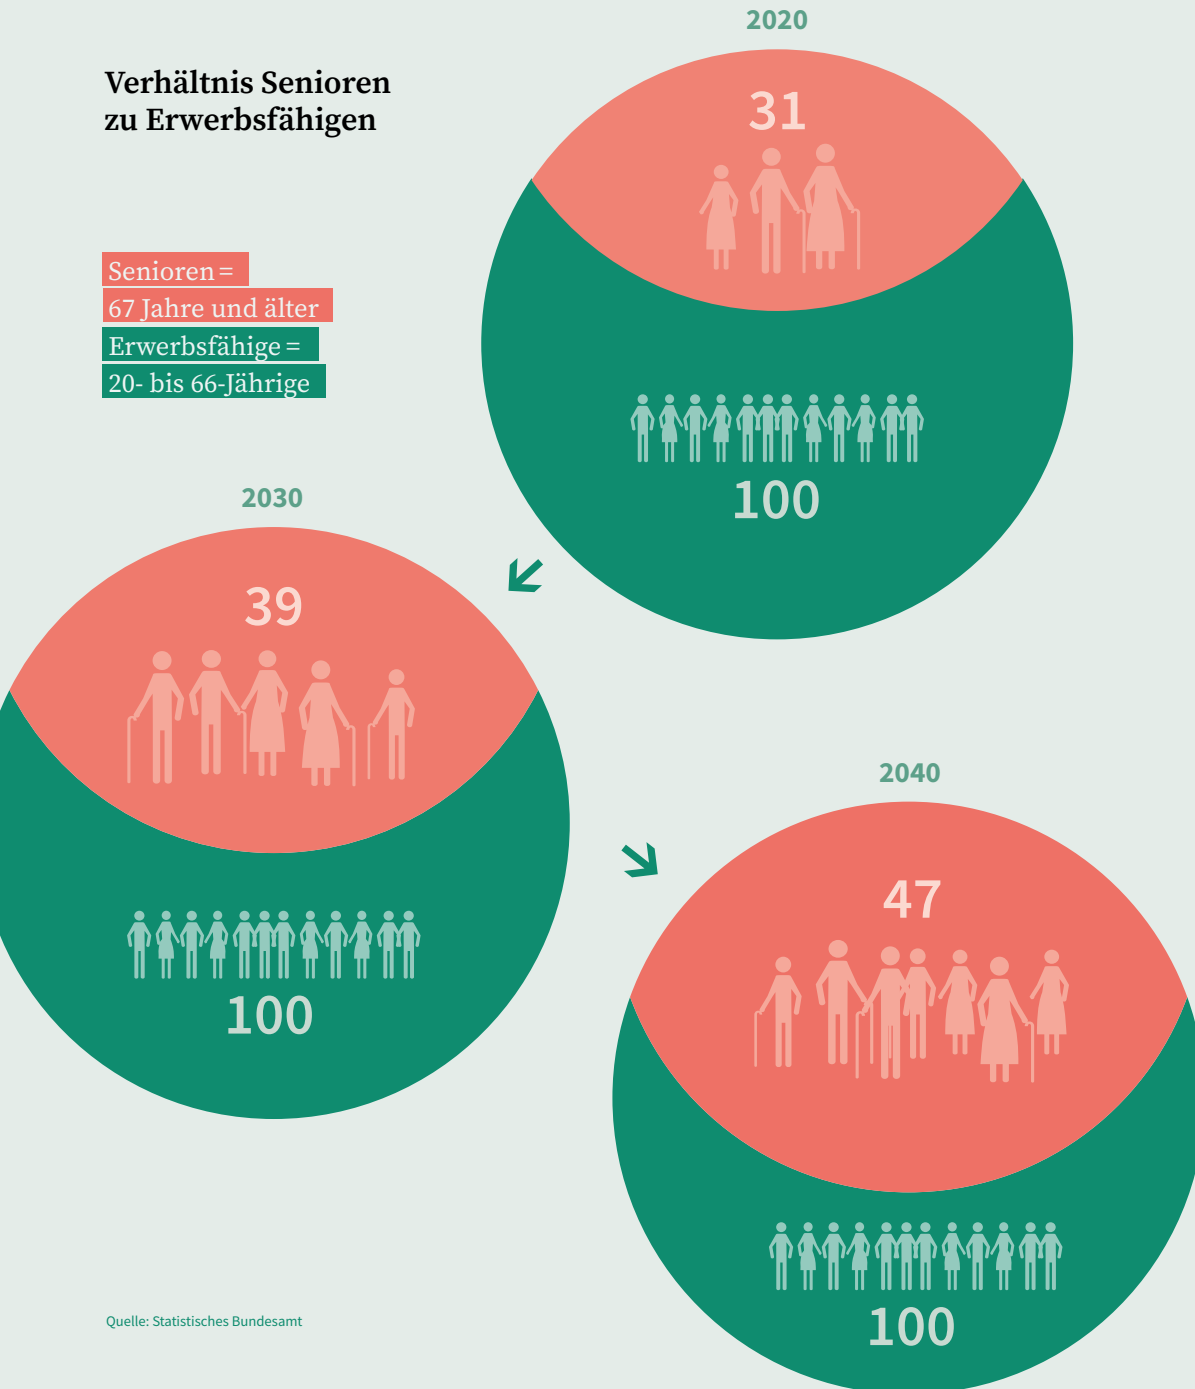 2020
Verhältnis Senioren
zu Erwerbsfähigen
31
Senioren =
67 Jahre und älter
Erwerbsfähige =
20- bis 66-Jährige
100
2030
39
100
2040
47
100
Quelle: Statistisches Bundesamt